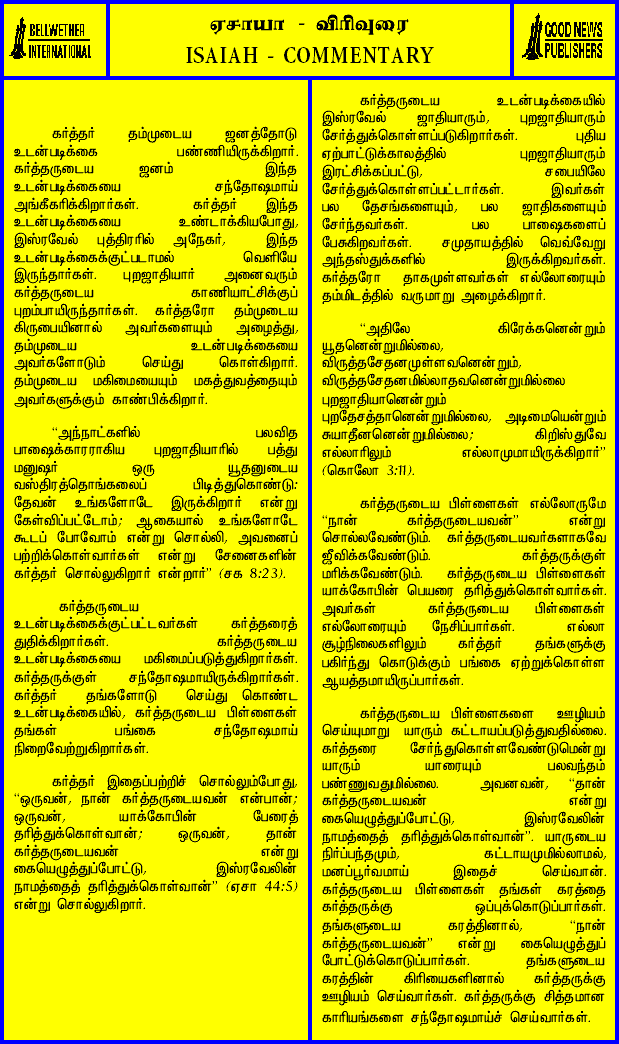 BELLWETHER
INTERNATIONAL
ஏசாயா - விரிவுரை
ISAIAH - COMMENTARY
GOOD NEWS
PUBLISHERS
கர்த்தர் தம்முடைய ஜனத்தோடு
உடன்படிக்கை பண்ணியிருக்கிறார்.
கர்த்தருடைய ஜனம் இந்த
உடன்படிக்கையை சந்தோஷமாய்
அங்கீகரிக்கிறார்கள். கர்த்தர் இந்த
உடன்படிக்கையை உண்டாக்கியபோது,
இஸ்ரவேல் புத்திரரில் அநேகர், இந்த
உடன்படிக்கைக்குட்படாமல் வெளியே
இருந்தார்கள். புறஜாதியார் அனைவரும்
கர்த்தருடைய காணியாட்சிக்குப்
புறம்பாயிருந்தார்கள். கர்த்தரோ தம்முடைய
கிருபையினால் அவர்களையும் அழைத்து,
தம்முடைய உடன்படிக்கையை
அவர்களோடும் செய்து கொள்கிறார்.
தம்முடைய மகிமையையும் மகத்துவத்தையும்
அவர்களுக்கும் காண்பிக்கிறார்.
“அந்நாட்களில் பலவித
பாஷைக்காரராகிய புறஜாதியாரில் பத்து
மனுஷர் ஒரு யூதனுடைய
வஸ்திரத்தொங்கலைப் பிடித்துகொண்டு:
தேவன் உங்களோடே இருக்கிறார் என்று
கேள்விப்பட்டோம்; ஆகையால் உங்களோடே
கூடப் போவோம் என்று சொல்லி, அவனைப்
பற்றிக்கொள்வார்கள் என்று சேனைகளின்
கர்த்தர் சொல்லுகிறார் என்றார்” (சக 8:23).
கர்த்தருடைய
உடன்படிக்கைக்குட்பட்டவர்கள் கர்த்தரைத்
துதிக்கிறார்கள். கர்த்தருடைய
உடன்படிக்கையை மகிமைப்படுத்துகிறார்கள்.
கர்த்தருக்குள் சந்தோஷமாயிருக்கிறார்கள்.
கர்த்தர் தங்களோடு செய்து கொண்ட
உடன்படிக்கையில், கர்த்தருடைய பிள்ளைகள்
தங்கள் பங்கை சந்தோஷமாய்
நிறைவேற்றுகிறார்கள்.
கர்த்தர் இதைப்பற்றிச் சொல்லும்போது,
“ஒருவன், நான் கர்த்தருடையவன் என்பான்;
ஒருவன், யாக்கோபின் பேரைத்
தரித்துக்கொள்வான்; ஒருவன், தான்
கர்த்தருடையவன் என்று
கையெழுத்துப்போட்டு, இஸ்ரவேலின்
நாமத்தைத் தரித்துக்கொள்வான்” (ஏசா 44:5)
என்று சொல்லுகிறார்.
கர்த்தருடைய உடன்படிக்கையில்
இஸ்ரவேல் ஜாதியாரும், புறஜாதியாரும்
சேர்த்துக்கொள்ளப்படுகிறார்கள். புதிய
ஏற்பாட்டுக்காலத்தில் புறஜாதியாரும்
இரட்சிக்கப்பட்டு, சபையிலே
சேர்த்துக்கொள்ளப்பட்டார்கள். இவர்கள்
பல தேசங்களையும், பல ஜாதிகளையும்
சேர்ந்தவர்கள். பல பாஷைகளைப்
பேசுகிறவர்கள். சமுதாயத்தில் வெவ்வேறு
அந்தஸ்துக்களில் இருக்கிறவர்கள்.
கர்த்தரோ தாகமுள்ளவர்கள் எல்லோரையும்
தம்மிடத்தில் வருமாறு அழைக்கிறார்.
“அதிலே கிரேக்கனென்றும்
யூதனென்றுமில்லை,
விருத்தசேதனமுள்ளவனென்றும்,
விருத்தசேதனமில்லாதவனென்றுமில்லை
புறஜாதியானென்றும்
புறதேசத்தானென்றுமில்லை, அடிமையென்றும்
சுயாதீனனென்றுமில்லை; கிறிஸ்துவே
எல்லாரிலும் எல்லாமுமாயிருக்கிறார்”
(கொலோ 3:11).
கர்த்தருடைய பிள்ளைகள் எல்லோருமே
“நான் கர்த்தருடையவன்” என்று
சொல்லவேண்டும். கர்த்தருடையவர்களாகவே
ஜீவிக்கவேண்டும். கர்த்தருக்குள்
மரிக்கவேண்டும். கர்த்தருடைய பிள்ளைகள்
யாக்கோபின் பெயரை தரித்துக்கொள்வார்கள்.
அவர்கள் கர்த்தருடைய பிள்ளைகள்
எல்லோரையும் நேசிப்பார்கள். எல்லா
சூழ்நிலைகளிலும் கர்த்தர் தங்களுக்கு
பகிர்ந்து கொடுக்கும் பங்கை ஏற்றுக்கொள்ள
ஆயத்தமாயிருப்பார்கள்.
கர்த்தருடைய பிள்ளைகளை ஊழியம்
செய்யுமாறு யாரும் கட்டாயப்படுத்துவதில்லை.
கர்த்தரை சேர்ந்துகொள்ளவேண்டுமென்று
யாரும் யாரையும் பலவந்தம்
பண்ணுவதுமில்லை. அவனவன், “தான்
கர்த்தருடையவன் என்று
கையெழுத்துப்போட்டு, இஸ்ரவேலின்
நாமத்தைத் தரித்துக்கொள்வான்”. யாருடைய
நிர்ப்பந்தமும், கட்டாயமுமில்லாமல்,
மனப்பூர்வமாய் இதைச் செய்வான்.
கர்த்தருடைய பிள்ளைகள் தங்கள் கரத்தை
கர்த்தருக்கு ஒப்புக்கொடுப்பார்கள்.
தங்களுடைய கரத்தினால், “நான்
கர்த்தருடையவன்” என்று கையெழுத்துப்
போட்டுக்கொடுப்பார்கள். தங்களுடைய
கரத்தின் கிரியைகளினால் கர்த்தருக்கு
ஊழியம் செய்வார்கள். கர்த்தருக்கு சித்தமான
காரியங்களை சந்தோஷமாய்ச் செய்வார்கள்.